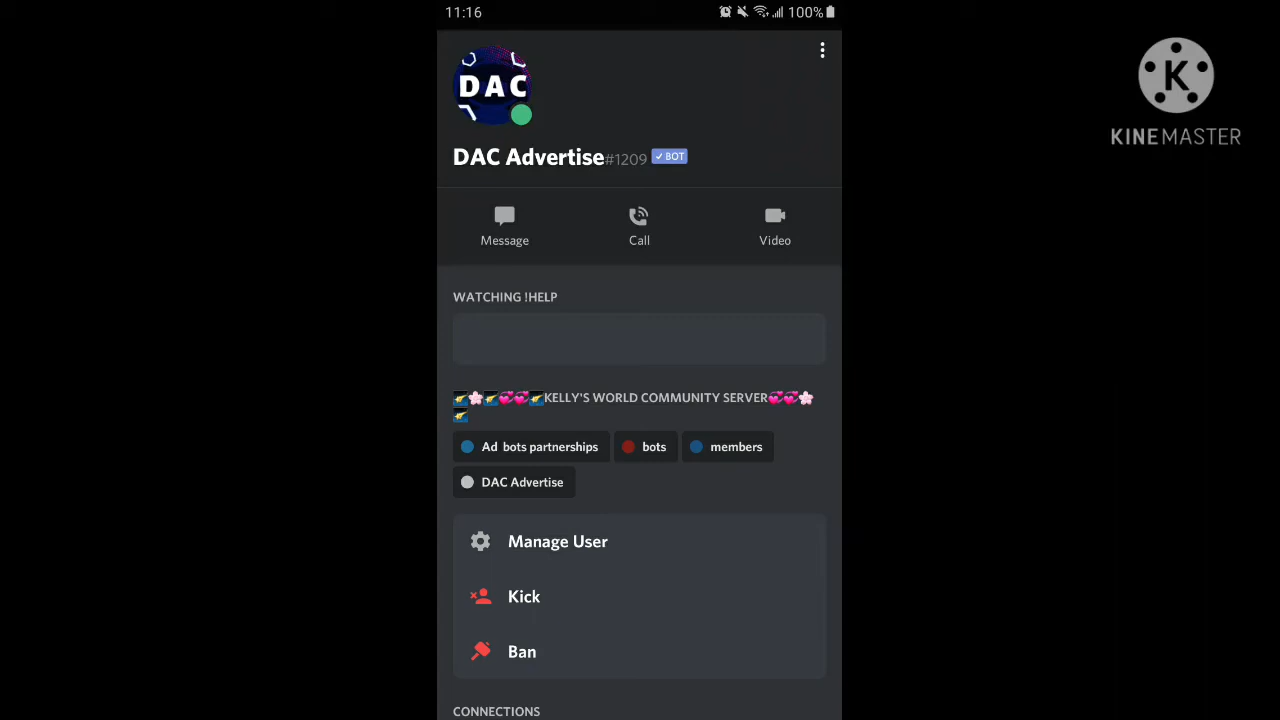 11:16
100%
DAC
KINEMASTER
DAC Advertise#1209 ✓ BOT
Message Call Video
WATCHING !HELP
KELLY'S WORLD COMMUNITY SERVER
Ad bots partnerships bots members
DAC Advertise
Manage User
Kick
Ban
CONNECTIONS